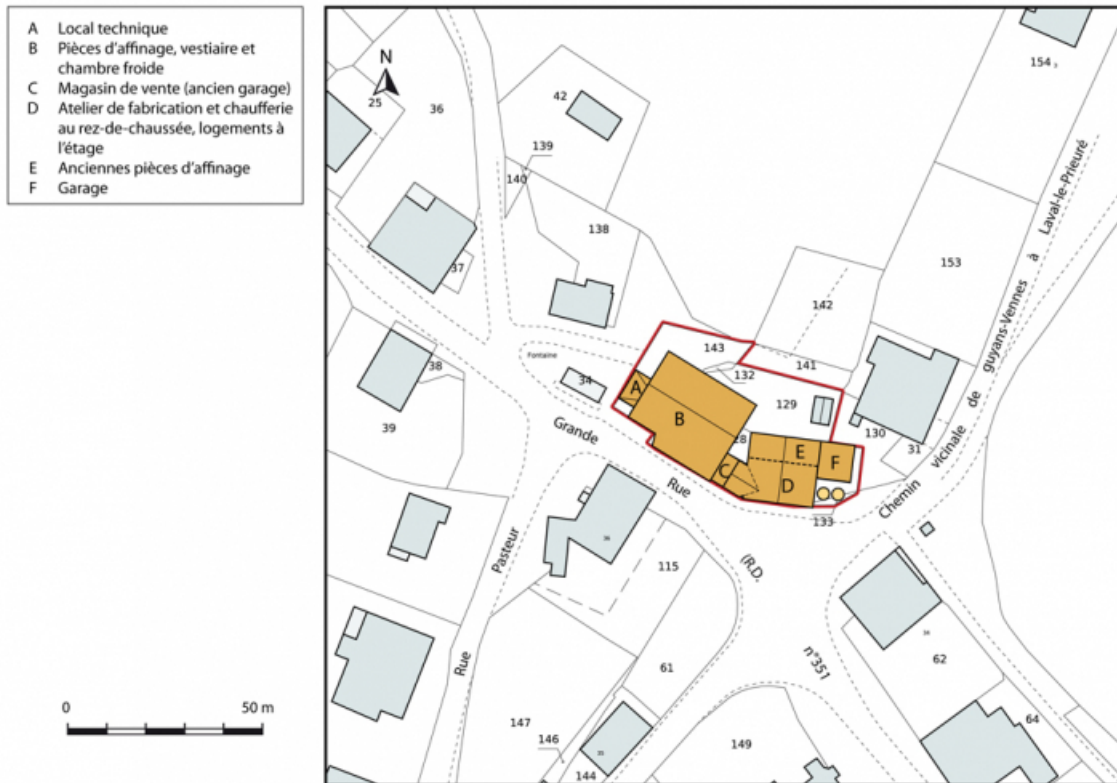 A Local technique
B Pièces d'affinage, vestiaire et
chambre froide
C Magasin de vente (ancien garage)
D Atelier de fabrication et chaufferie
au rez-de-chaussée, logements à
l'étage
E Anciennes pièces d'affinage
F Garage
0 50 m
N
25
36
42
139
140
138
37
38
39
Fontaine
34
143
132
142
141
129
130
31
153
154
A
B
28
C
D
E
F
133
Grande Rue
(R.D. n°351
Rue Pasteur
Chemin vicinale de guyans-Vennes à Laval-le-Prieuré
36
115
61
147
146
144
35
149
34
62
64